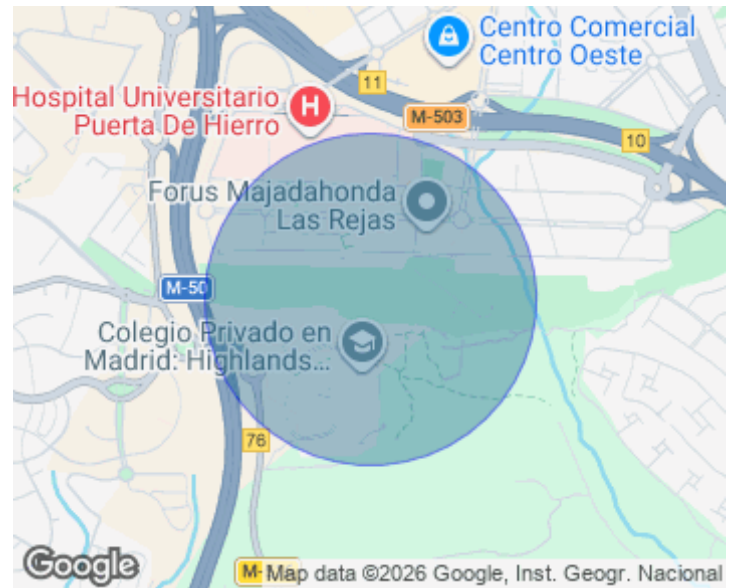 Centro Comercial
Centro Oeste
11
Hospital Universitario
Puerta De Hierro
H
M-503
10
Forus Majadahonda
Las Rejas
M-50
Colegio Privado en
Madrid: Highlands...
76
Google
M-
Map data ©2026 Google, Inst. Geogr. Nacional